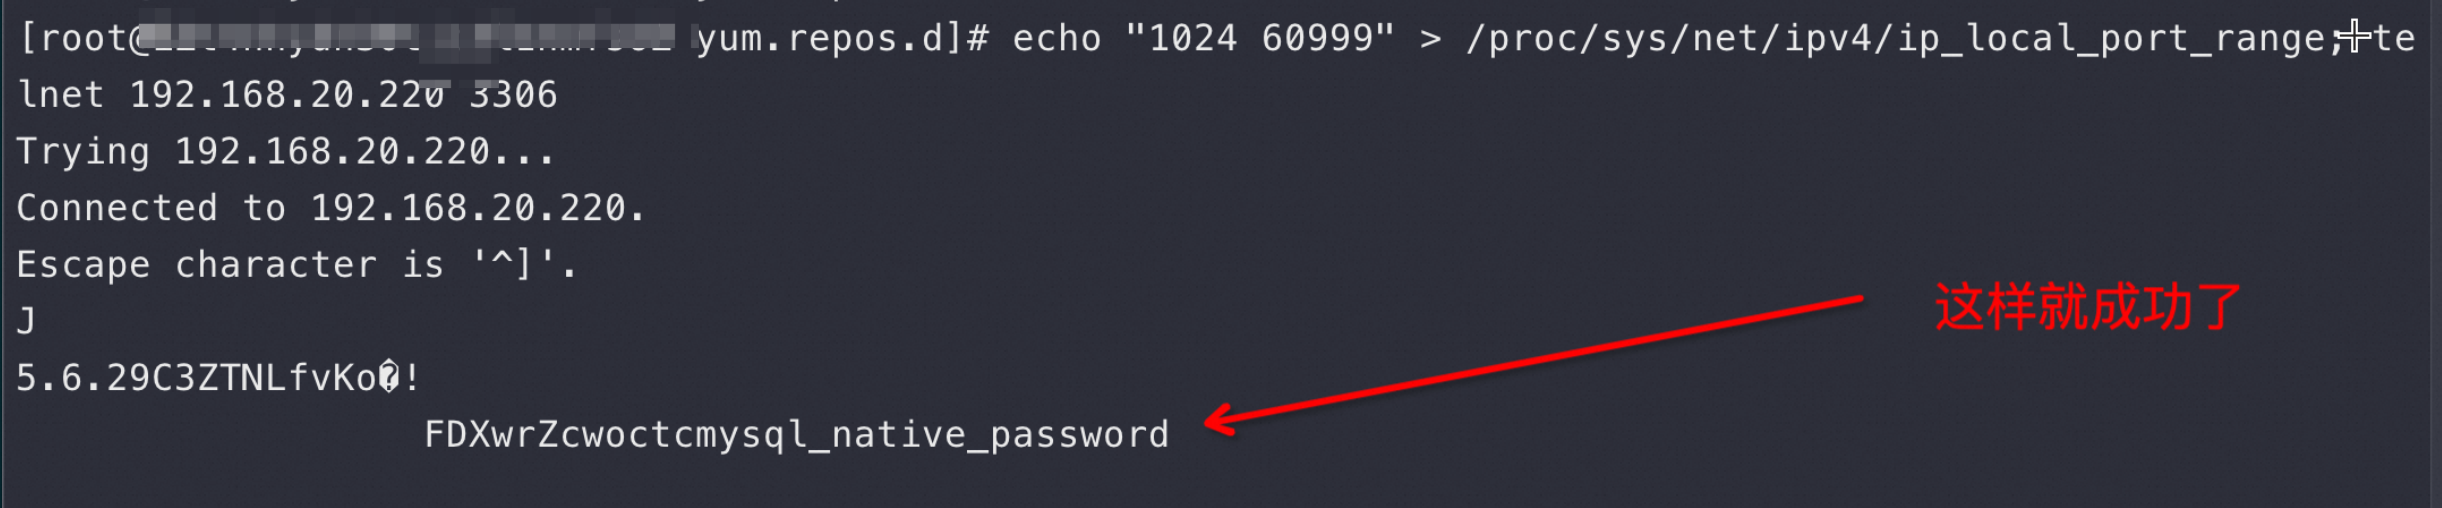 [root@ yum.repos.d]# echo "1024 60999" > /proc/sys/net/ipv4/ip_local_port_range; te
lnet 192.168.20.220 3306
Trying 192.168.20.220...
Connected to 192.168.20.220.
Escape character is '^]'.
这样就成功了
J
5.6.29C3ZTNLfvKo�!
FDXwrZcwoctcmysql_native_password